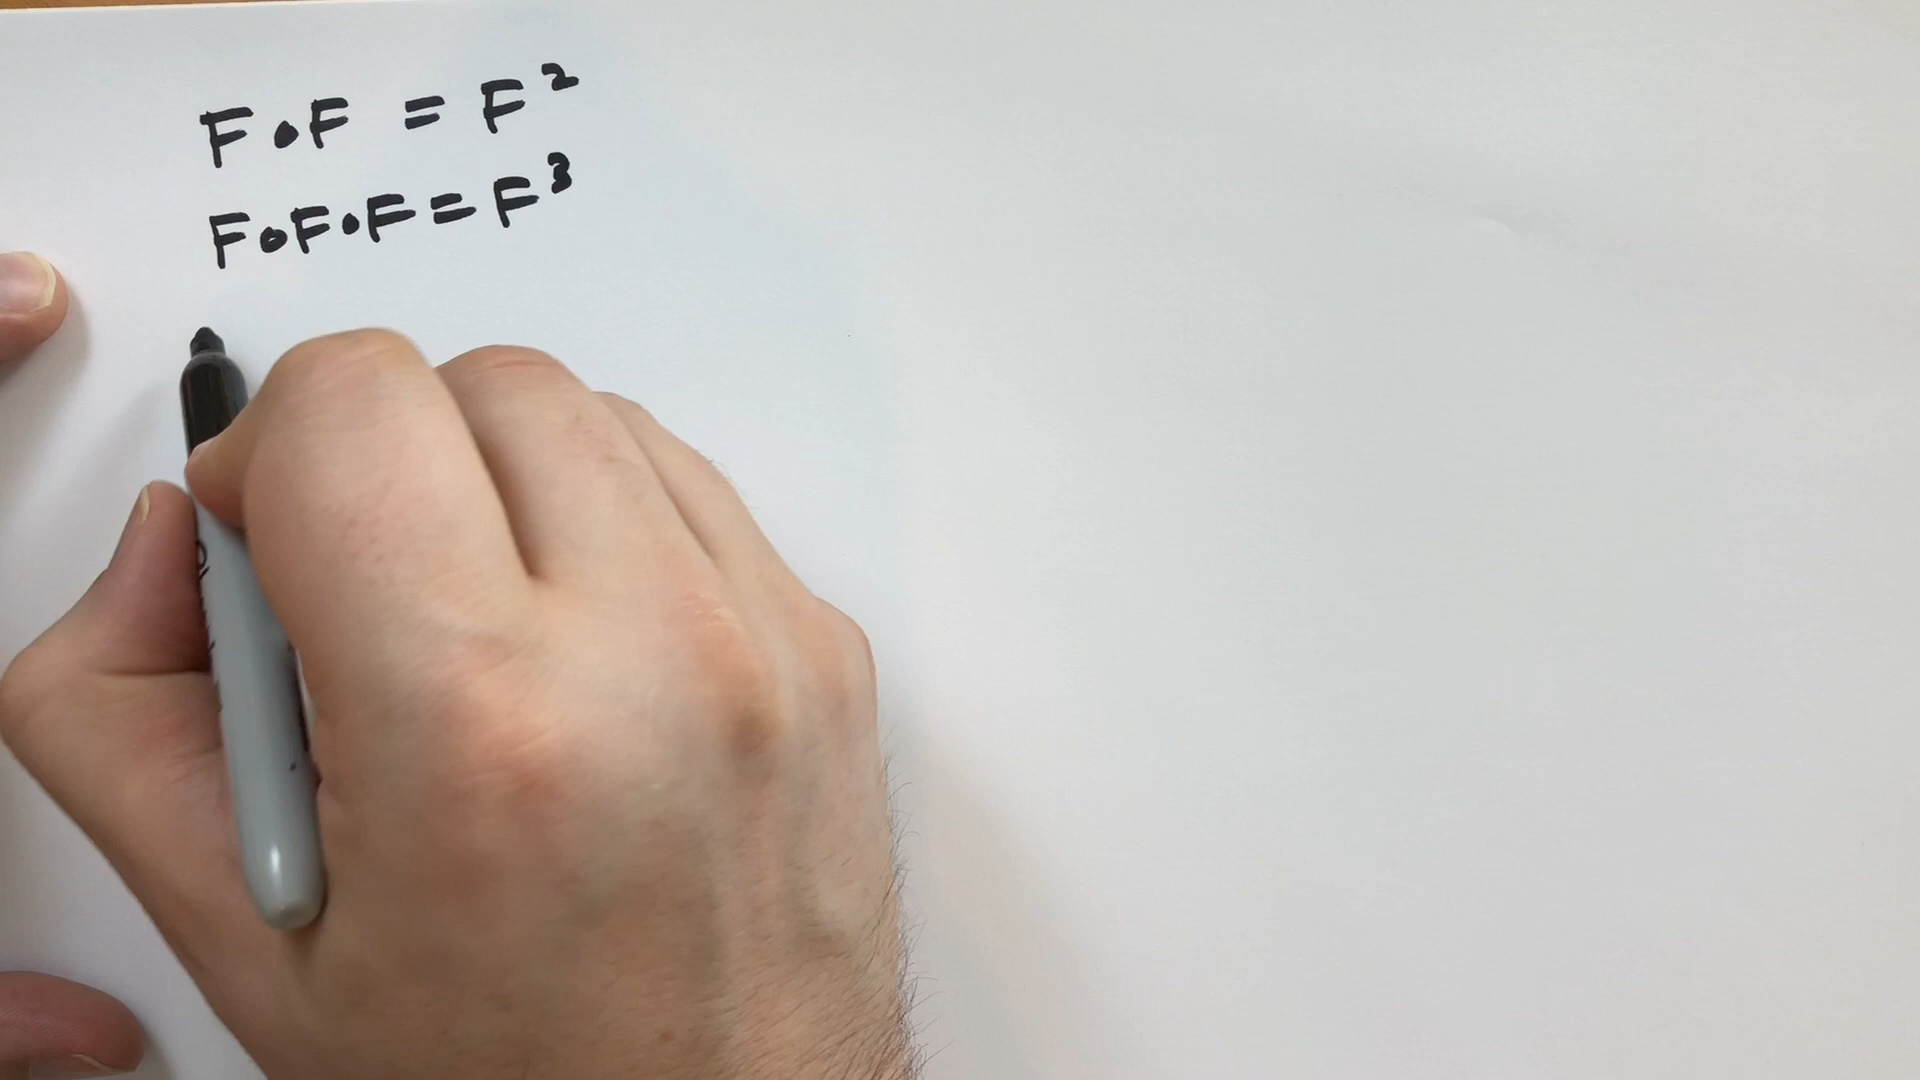 F∘F = F²
F∘F∘F = F³